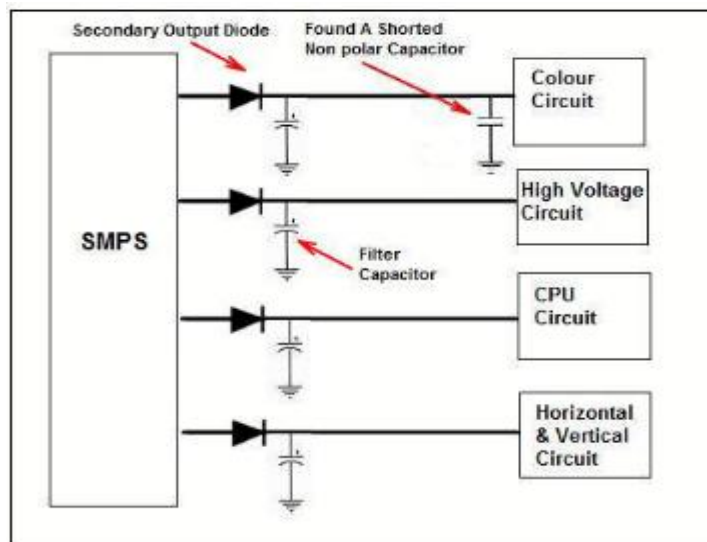 Secondary Output Diode
Found A Shorted
Non polar Capacitor
Colour
Circuit
High Voltage
Circuit
SMPS
Filter
Capacitor
CPU
Circuit
Horizontal
& Vertical
Circuit